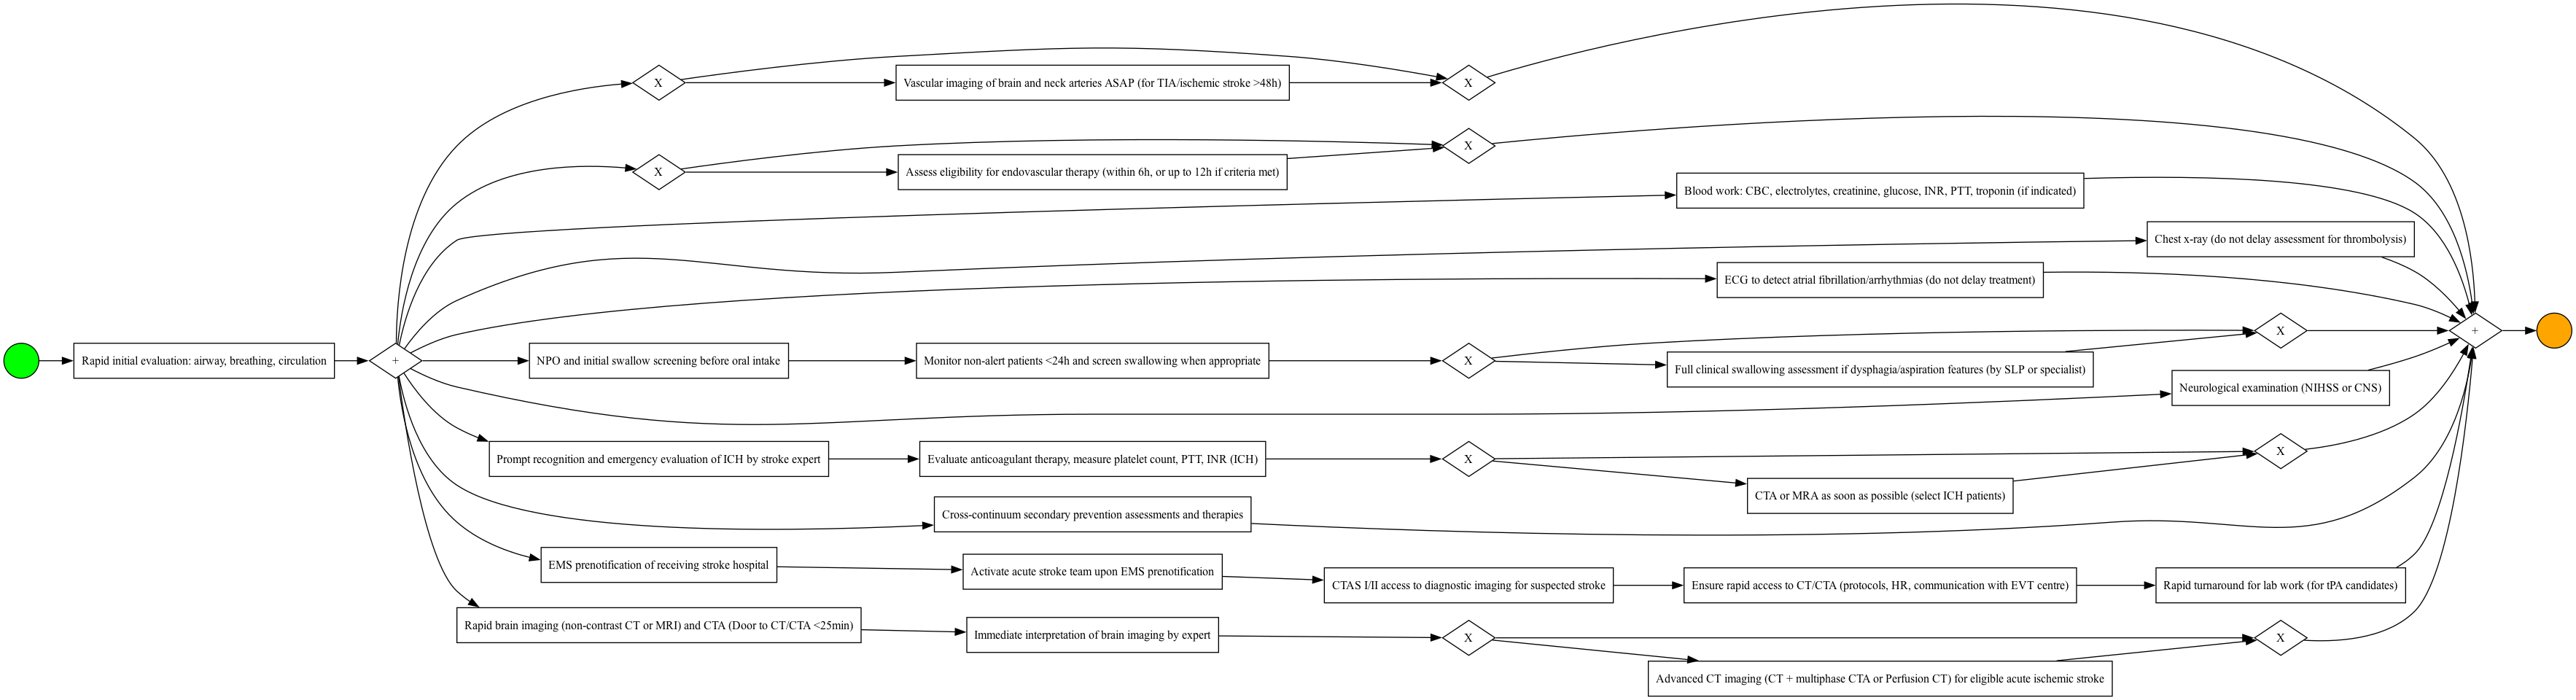 X
Vascular imaging of brain and neck arteries ASAP (for TIA/ischemic stroke >48h)
X
X
X
Assess eligibility for endovascular therapy (within 6h, or up to 12h if criteria met)
Blood work: CBC, electrolytes, creatinine, glucose, INR, PTT, troponin (if indicated)
Chest x-ray (do not delay assessment for thrombolysis)
ECG to detect atrial fibrillation/arrhythmias (do not delay treatment)
Rapid initial evaluation: airway, breathing, circulation
+
NPO and initial swallow screening before oral intake
Monitor non-alert patients <24h and screen swallowing when appropriate
X
Full clinical swallowing assessment if dysphagia/aspiration features (by SLP or specialist)
X
+
Neurological examination (NIHSS or CNS)
Prompt recognition and emergency evaluation of ICH by stroke expert
Evaluate anticoagulant therapy, measure platelet count, PTT, INR (ICH)
X
X
CTA or MRA as soon as possible (select ICH patients)
Cross-continuum secondary prevention assessments and therapies
EMS prenotification of receiving stroke hospital
Activate acute stroke team upon EMS prenotification
CTAS I/II access to diagnostic imaging for suspected stroke
Ensure rapid access to CT/CTA (protocols, HR, communication with EVT centre)
Rapid turnaround for lab work (for tPA candidates)
Rapid brain imaging (non-contrast CT or MRI) and CTA (Door to CT/CTA <25min)
Immediate interpretation of brain imaging by expert
X
X
Advanced CT imaging (CT + multiphase CTA or Perfusion CT) for eligible acute ischemic stroke